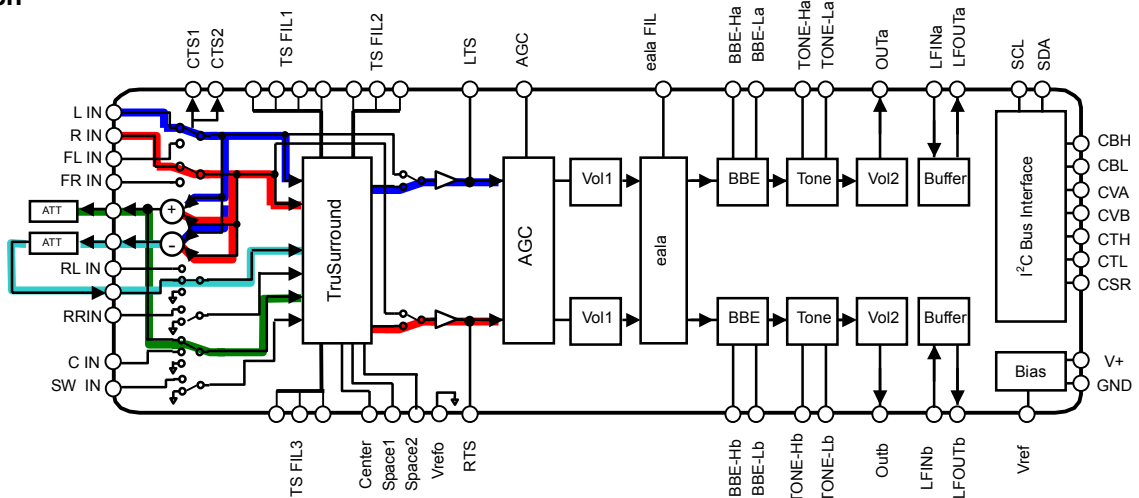 CTS1
CTS2
TS FIL1
TS FIL2
LTS
AGC
eala FIL
BBE-Ha
BBE-La
TONE-Ha
TONE-La
OUTa
LFINa
LFOUTa
SCL
SDA
L IN
R IN
FL IN
FR IN
ATT
ATT
RL IN
RRIN
C IN
SW IN
+
-
TruSurround
AGC
Vol1
eala
BBE
Tone
Vol2
Buffer
Vol1
BBE
Tone
Vol2
Buffer
I2C Bus Interface
Bias
CBH
CBL
CVA
CVB
CTH
CTL
CSR
V+
GND
TS FIL3
Center
Space1
Space2
Vrefo
RTS
BBE-Hb
BBE-Lb
TONE-Hb
TONE-Lb
Outb
LFINb
LFOUTb
Vref